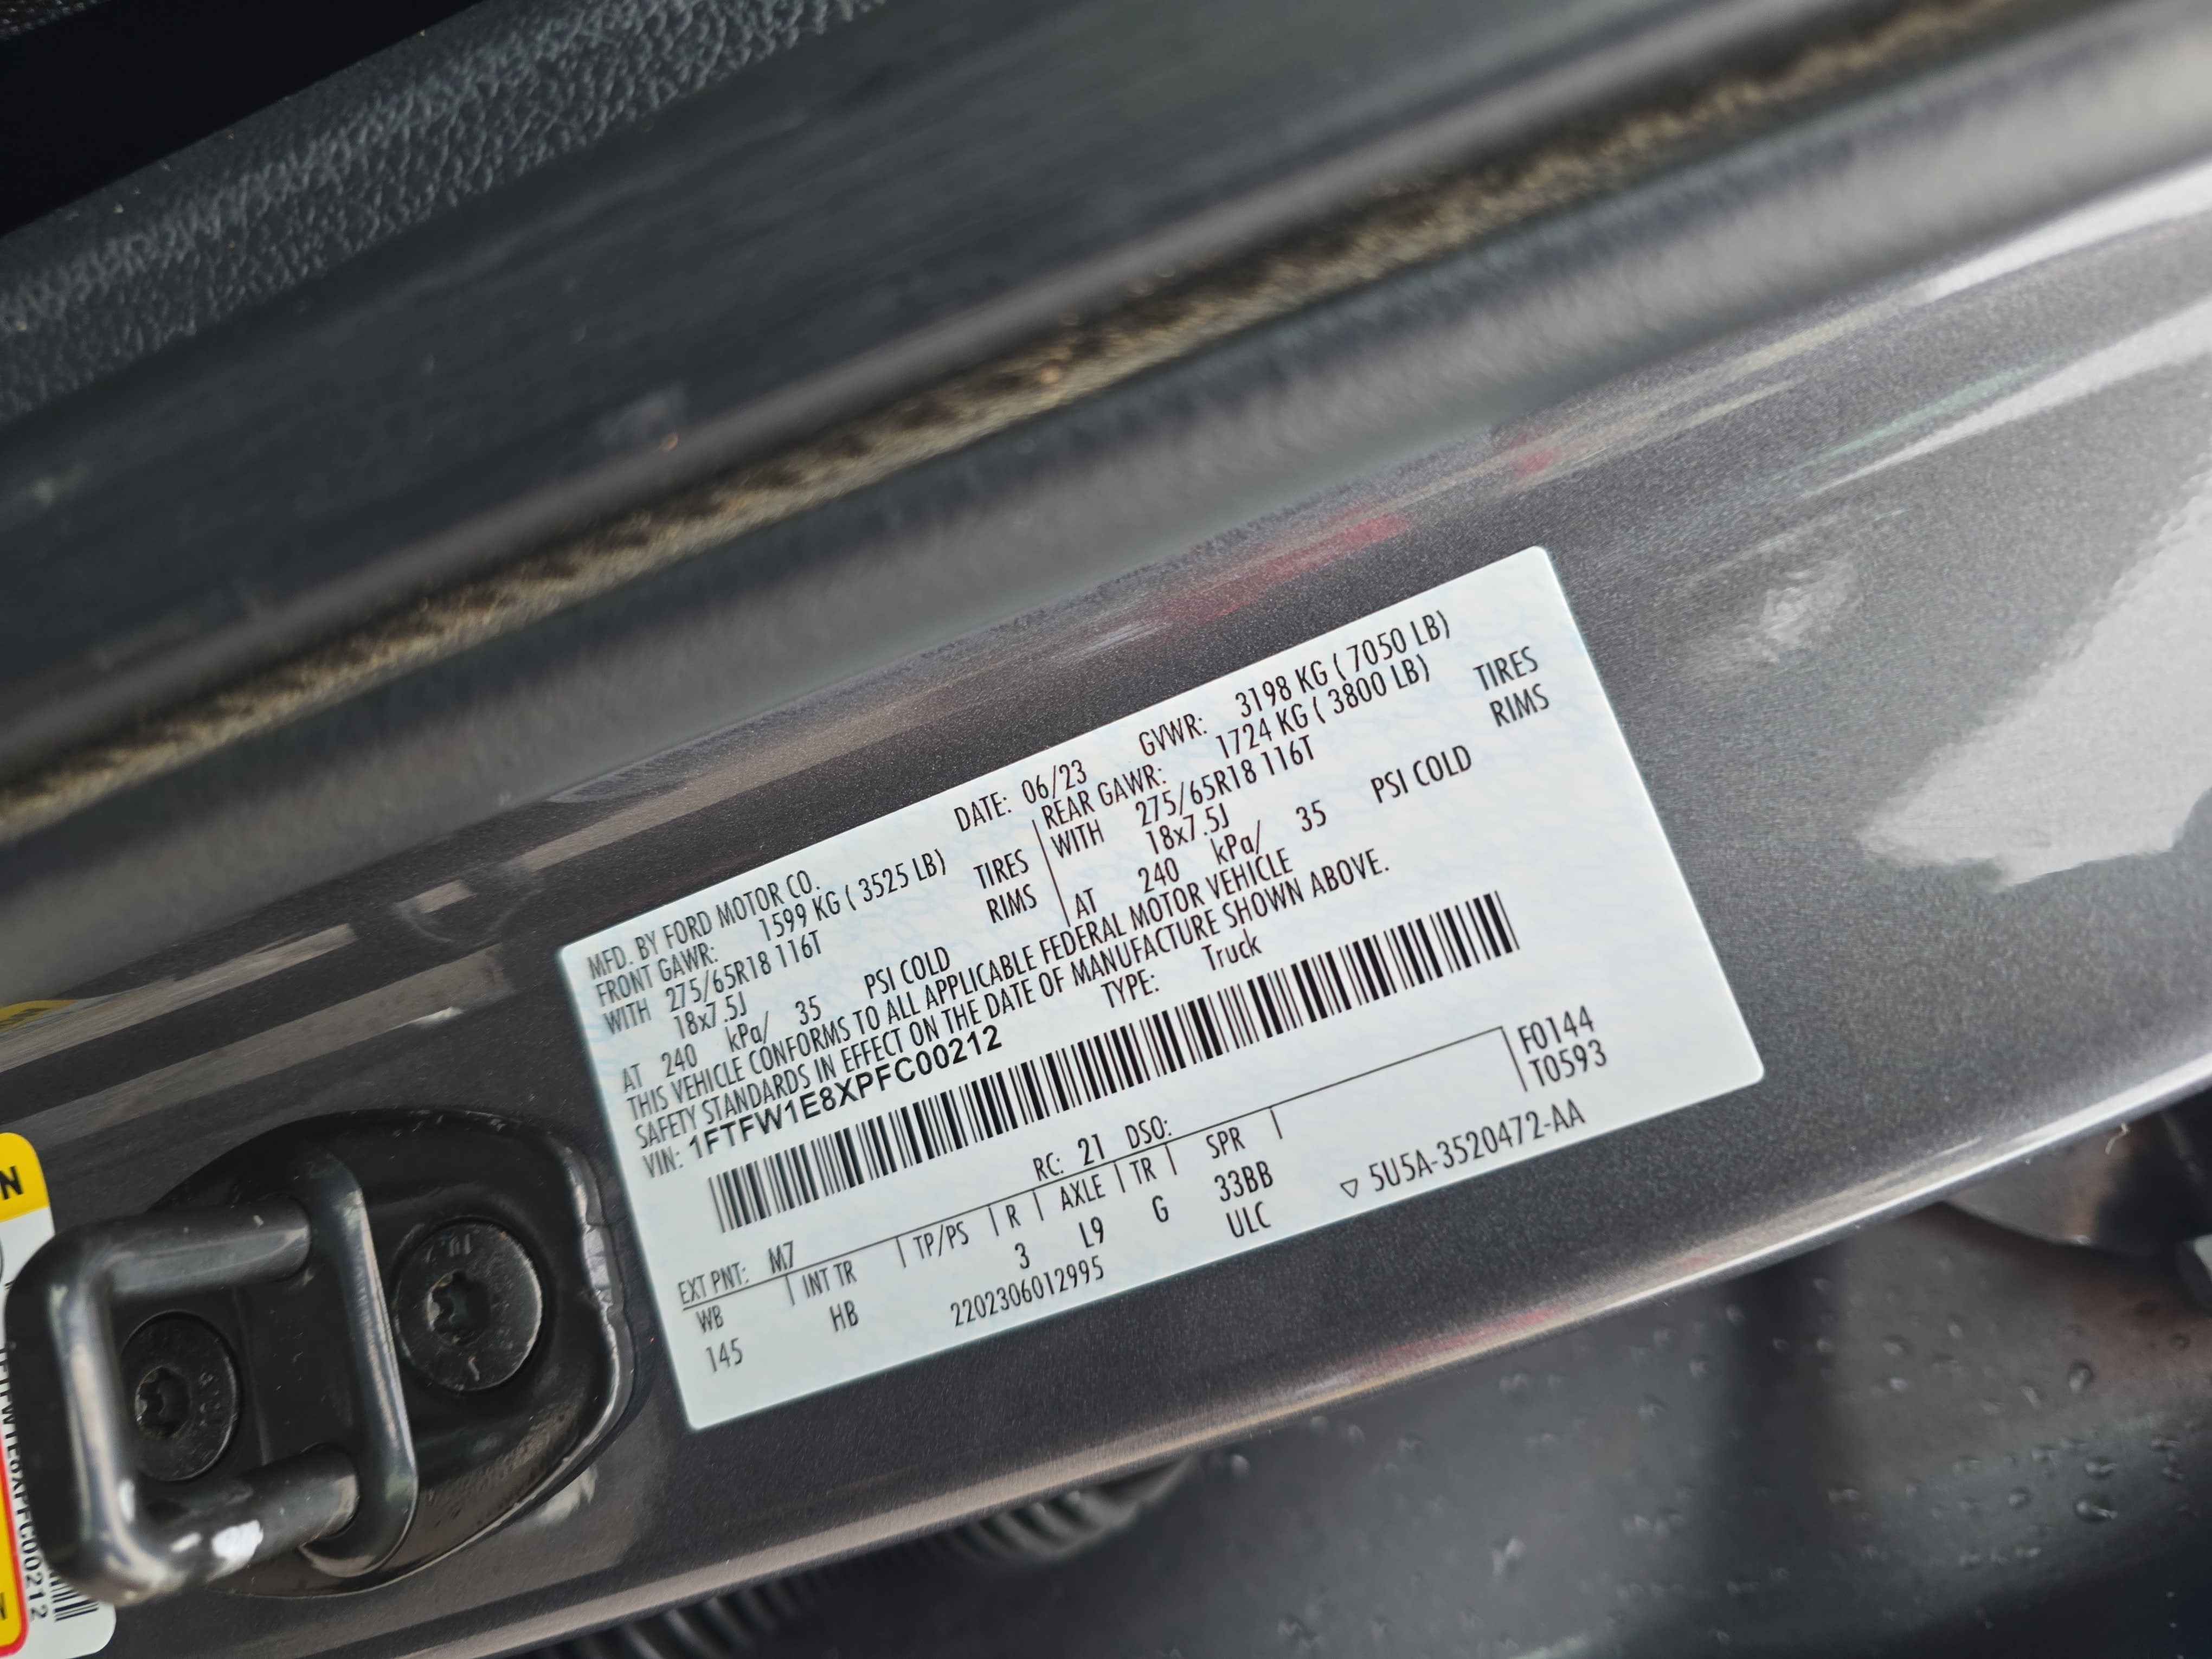 MFD. BY FORD MOTOR CO. DATE: 06/23 GVWR: 3198 KG ( 7050 LB)
FRONT GAWR: 1599 KG ( 3525 LB) REAR GAWR: 1724 KG ( 3800 LB)
WITH 275/65R18 116T TIRES WITH 275/65R18 116T TIRES
18x7.5J RIMS 18x7.5J RIMS
AT 240 kPa/ 35 PSI COLD AT 240 kPa/ 35 PSI COLD
THIS VEHICLE CONFORMS TO ALL APPLICABLE FEDERAL MOTOR VEHICLE
SAFETY STANDARDS IN EFFECT ON THE DATE OF MANUFACTURE SHOWN ABOVE.
VIN: 1FTFW1E8XPFC00212 TYPE: Truck
EXT PNT: M7 RC: 21 DSO: F0144
WB INT TR TP/PS R AXLE TR SPR T0593
145 HB 3 L9 G 33BB
2202306012995 ULC ▽ 5U5A-3520472-AA
N
1FTFW1E8XPFC00212